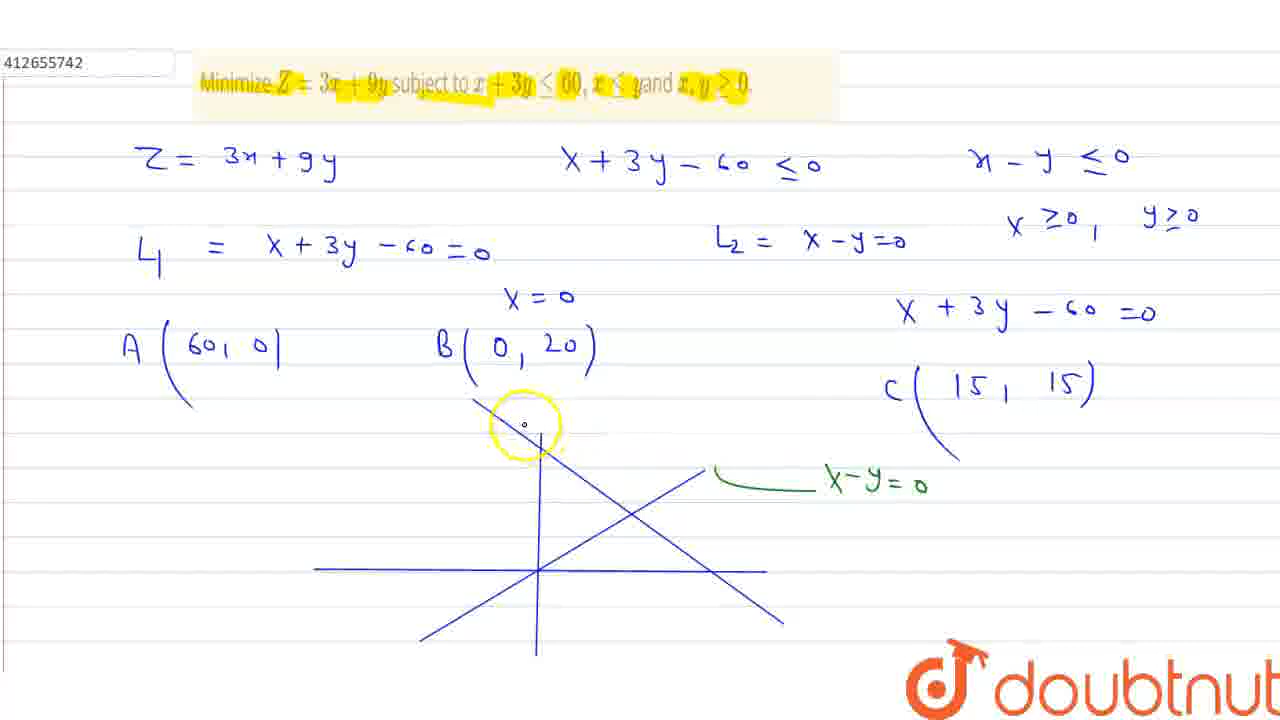 412655742
Minimize Z = 3x + 9y subject to x + 3y ≤ 60, x ≤ y and x, y ≥ 0.
Z = 3x + 9y    x + 3y - 60 ≤ 0    x - y ≤ 0
x ≥ 0, y ≥ 0
L1 = x + 3y - 60 = 0    L2 = x - y = 0
x = 0
x + 3y - 60 = 0
A (60, 0)    B (0, 20)
C (15, 15)
x - y = 0
doubtnut